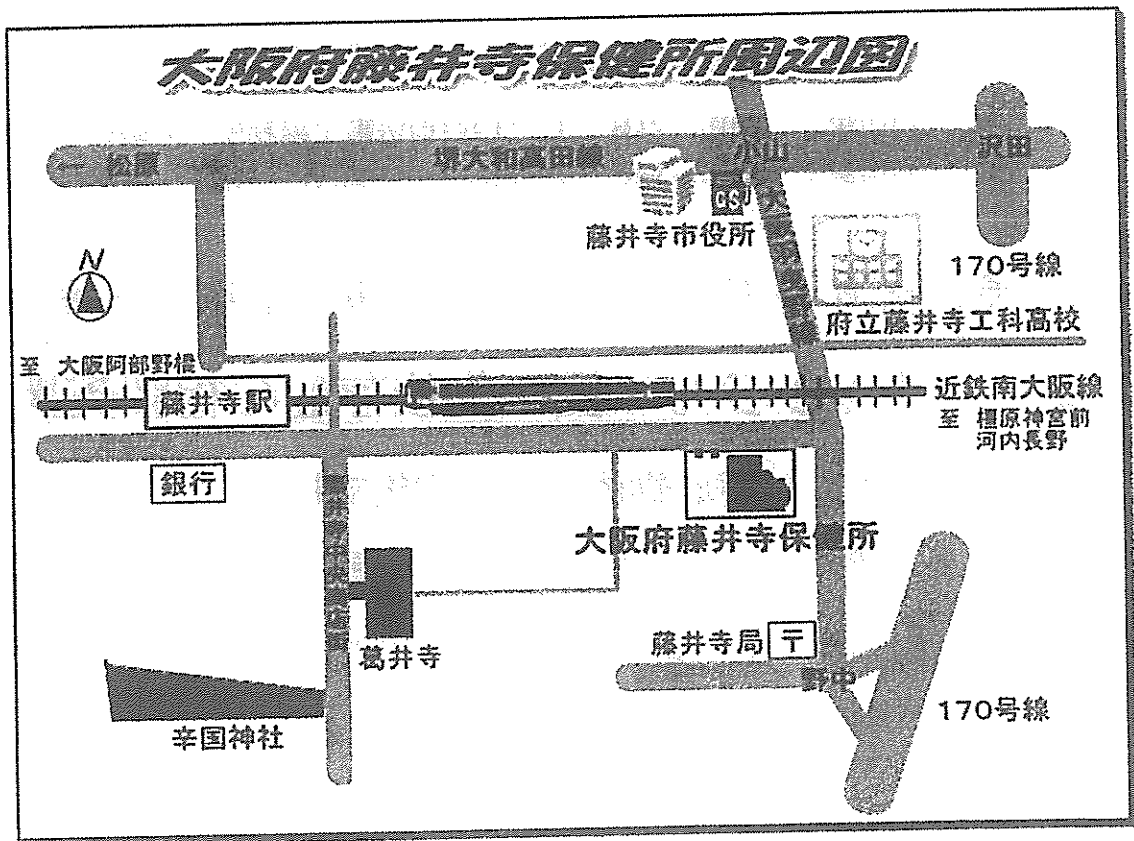 大阪府藤井寺保健所周辺図
← 松原
堺大和高田線
小山
沢田
CS
藤井寺市役所
N
170号線
府立藤井寺工科高校
至 大阪阿部野橋
藤井寺駅
近鉄南大阪線
至 橿原神宮前
河内長野
銀行
大阪府藤井寺保健所
藤井寺局 〒
葛井寺
野中
170号線
辛国神社